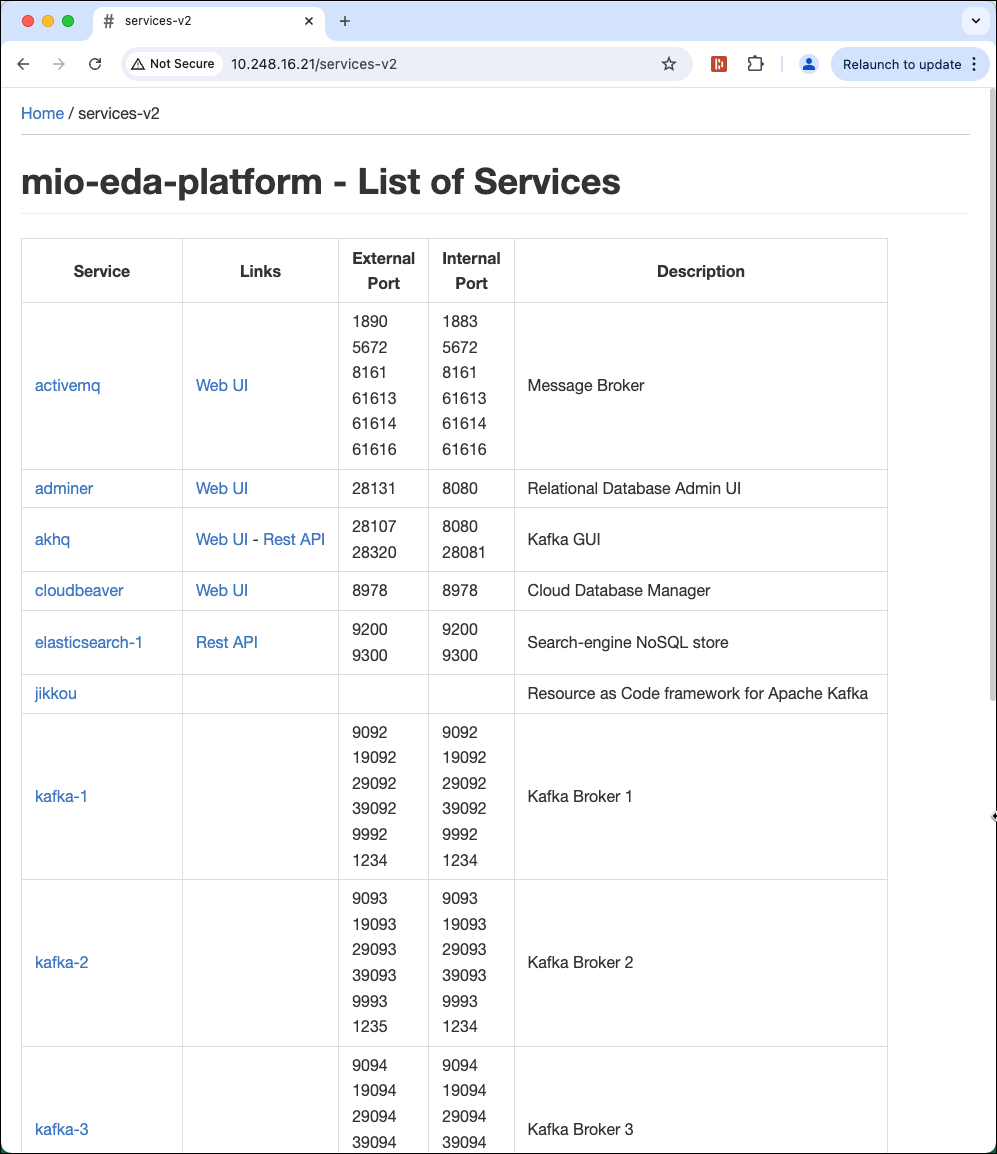 services-v2
Not Secure 10.248.16.21/services-v2 Relaunch to update
Home / services-v2
mio-eda-platform - List of Services
Service Links External Port Internal Port Description
activemq Web UI Message Broker
1890 1883
5672 5672
8161 8161
61613 61613
61614 61614
61616 61616
adminer Web UI 28131 8080 Relational Database Admin UI
akhq Web UI - Rest API Kafka GUI
28107 8080
28320 28081
cloudbeaver Web UI 8978 8978 Cloud Database Manager
elasticsearch-1 Rest API Search-engine NoSQL store
9200 9200
9300 9300
jikkou Resource as Code framework for Apache Kafka
kafka-1 Kafka Broker 1
9092 9092
19092 19092
29092 29092
39092 39092
9992 9992
1234 1234
kafka-2 Kafka Broker 2
9093 9093
19093 19093
29093 29093
39093 39093
9993 9993
1235 1234
kafka-3 Kafka Broker 3
9094 9094
19094 19094
29094 29094
39094 39094